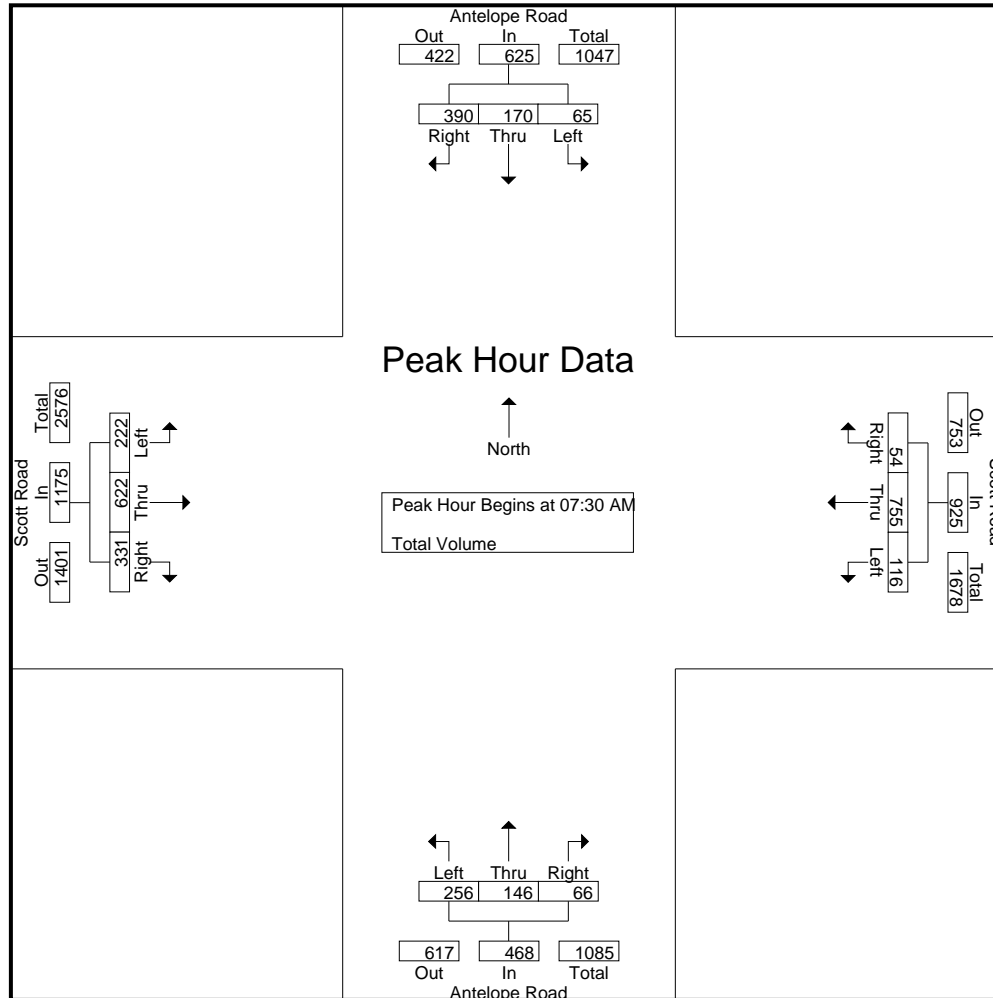 Antelope Road
Out In Total
422 625 1047
390 170 65
Right Thru Left
Peak Hour Data
North
Peak Hour Begins at 07:30 AM
Total Volume
Scott Road
Total In Out
2576 1175 1401
222 622 331
Left Thru Right
Scott Road
Out In Total
753 925 1678
54 755 116
Right Thru Left
Left Thru Right
256 146 66
617 468 1085
Out In Total
Antelope Road